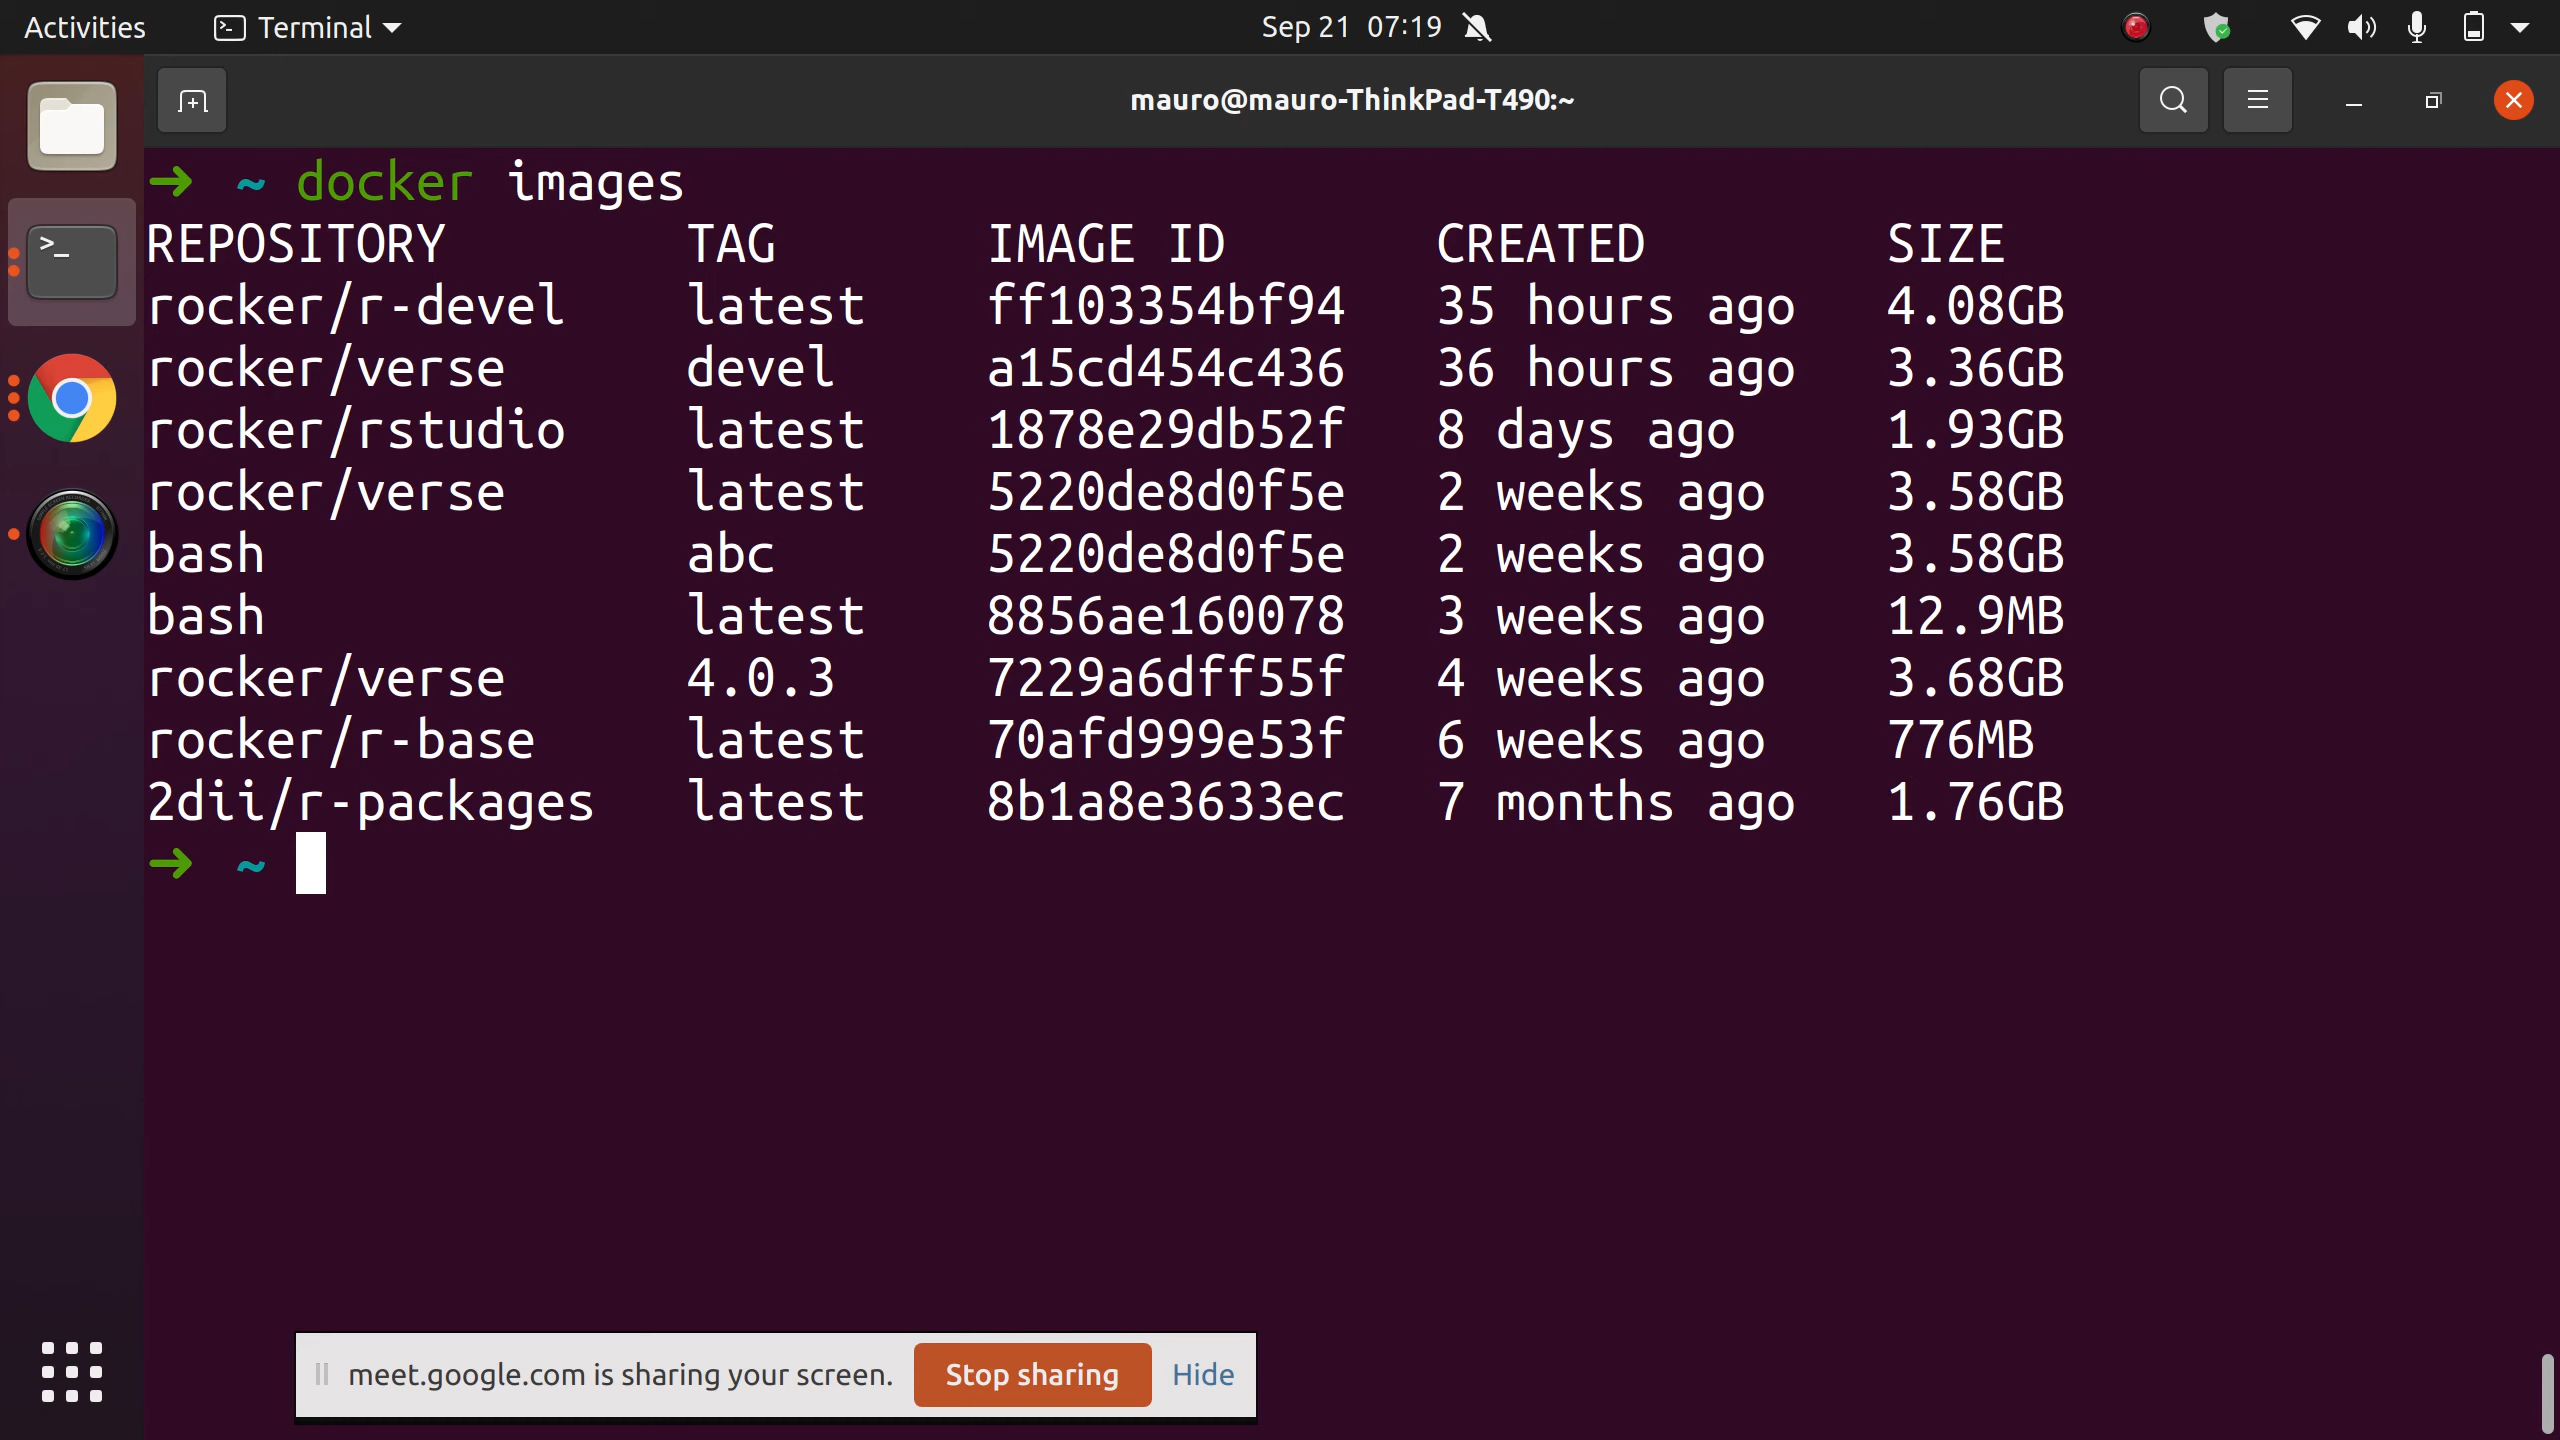 Activities Terminal Sep 21 07:19
mauro@mauro-ThinkPad-T490:~
➜ ~ docker images
REPOSITORY TAG IMAGE ID CREATED SIZE
rocker/r-devel latest ff103354bf94 35 hours ago 4.08GB
rocker/verse devel a15cd454c436 36 hours ago 3.36GB
rocker/rstudio latest 1878e29db52f 8 days ago 1.93GB
rocker/verse latest 5220de8d0f5e 2 weeks ago 3.58GB
bash abc 5220de8d0f5e 2 weeks ago 3.58GB
bash latest 8856ae160078 3 weeks ago 12.9MB
rocker/verse 4.0.3 7229a6dff55f 4 weeks ago 3.68GB
rocker/r-base latest 70afd999e53f 6 weeks ago 776MB
2dii/r-packages latest 8b1a8e3633ec 7 months ago 1.76GB
➜ ~
meet.google.com is sharing your screen. Stop sharing Hide